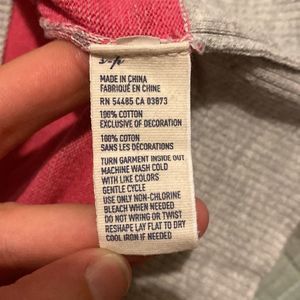 MADE IN CHINA
FABRIQUÉ EN CHINE
RN 54485 CA 03873
100% COTTON
EXCLUSIVE OF DECORATION
100% COTON
SANS LES DÉCORATIONS
TURN GARMENT INSIDE OUT
MACHINE WASH COLD
WITH LIKE COLORS
GENTLE CYCLE
USE ONLY NON-CHLORINE
BLEACH WHEN NEEDED
DO NOT WRING OR TWIST
RESHAPE LAY FLAT TO DRY
COOL IRON IF NEEDED